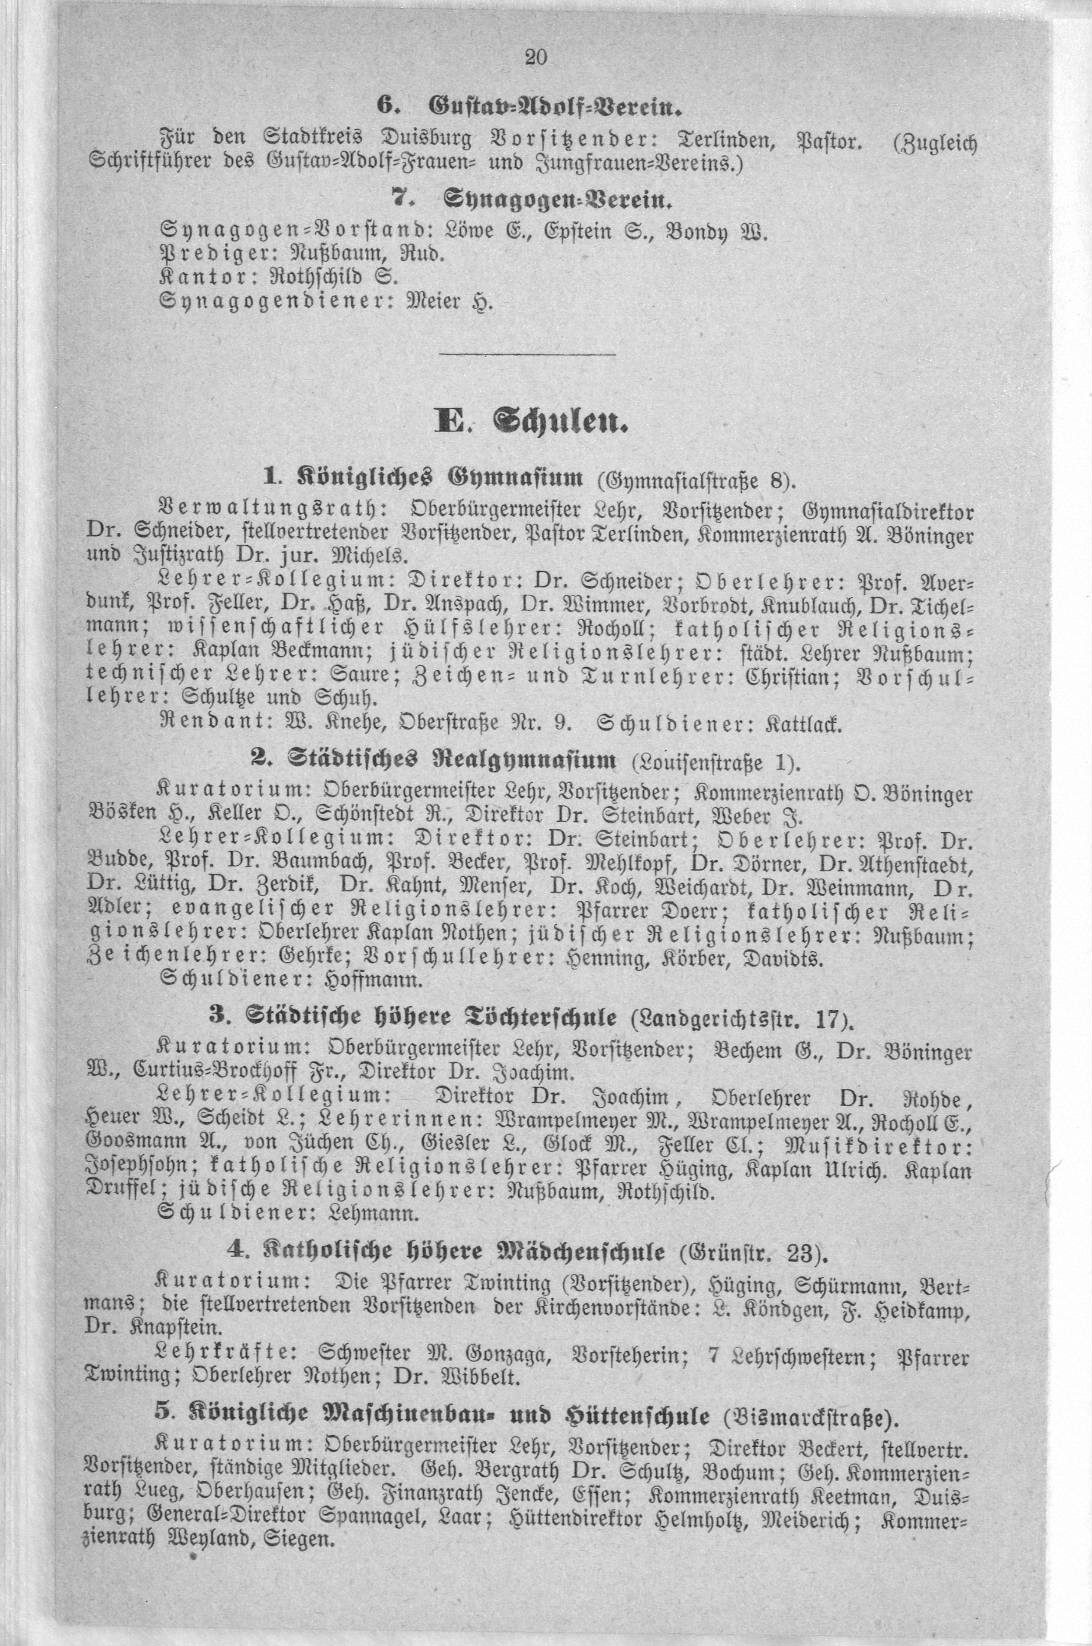 20
6. Gustav-Adolf-Verein.
Für den Stadtkreis Duisburg Vorsitzender: Terlinden, Pastor. (Zugleich
Schriftführer des Gustav-Adolf-Frauen- und Jungfrauen-Vereins.)
7. Synagogen-Verein.
Synagogen-Vorstand: Löwe E., Epstein S., Bondy W.
Prediger: Nußbaum, Rud.
Kantor: Rothschild S.
Synagogendiener: Meier H.
E. Schulen.
1. Königliches Gymnasium (Gymnasialstraße 8).
Verwaltungsrath: Oberbürgermeister Lehr, Vorsitzender; Gymnasialdirektor
Dr. Schneider, stellvertretender Vorsitzender, Pastor Terlinden, Kommerzienrath A. Böninger
und Justizrath Dr. jur. Michels.
Lehrer-Kollegium: Direktor: Dr. Schneider; Oberlehrer: Prof. Aver-
dunk, Prof. Feller, Dr. Haß, Dr. Anspach, Dr. Wimmer, Vorbrodt, Knublauch, Dr. Tichel-
mann; wissenschaftlicher Hülfslehrer: Rocholl; katholischer Religions-
lehrer: Kaplan Beckmann; jüdischer Religionslehrer: städt. Lehrer Nußbaum;
technischer Lehrer: Saure; Zeichen- und Turnlehrer: Christian; Vorschul-
lehrer: Schultze und Schuh.
Rendant: W. Knehe, Oberstraße Nr. 9. Schuldiener: Kattlack.
2. Städtisches Realgymnasium (Louisenstraße 1).
Kuratorium: Oberbürgermeister Lehr, Vorsitzender; Kommerzienrath O. Böninger
Bösken H., Keller O., Schönstedt R., Direktor Dr. Steinbart, Weber J.
Lehrer-Kollegium: Direktor: Dr. Steinbart; Oberlehrer: Prof. Dr.
Budde, Prof. Dr. Baumbach, Prof. Becker, Prof. Mehlkopf, Dr. Dörner, Dr. Athenstaedt,
Dr. Lüttig, Dr. Zerdik, Dr. Kahnt, Menser, Dr. Koch, Weichardt, Dr. Weinmann, Dr.
Adler; evangelischer Religionslehrer: Pfarrer Doerr; katholischer Reli-
gionslehrer: Oberlehrer Kaplan Nothen; jüdischer Religionslehrer: Nußbaum;
Zeichenlehrer: Gehrke; Vorschullehrer: Henning, Körber, Davidts.
Schuldiener: Hoffmann.
3. Städtische höhere Töchterschule (Landgerichtsstr. 17).
Kuratorium: Oberbürgermeister Lehr, Vorsitzender; Bechem G., Dr. Böninger
W., Curtius-Brockhoff Fr., Direktor Dr. Joachim.
Lehrer-Kollegium: Direktor Dr. Joachim, Oberlehrer Dr. Rohde,
Heuer W., Scheidt L.; Lehrerinnen: Wrampelmeyer M., Wrampelmeyer A., Rocholl E.,
Goosmann A., von Jüchen Ch., Giesler L., Glock M., Feller Cl.; Musikdirektor:
Josephsohn; katholische Religionslehrer: Pfarrer Hüging, Kaplan Ulrich. Kaplan
Druffel; jüdische Religionslehrer: Nußbaum, Rothschild.
Schuldiener: Lehmann.
4. Katholische höhere Mädchenschule (Grünstr. 23).
Kuratorium: Die Pfarrer Twinting (Vorsitzender), Hüging, Schürmann, Bert-
mans; die stellvertretenden Vorsitzenden der Kirchenvorstände: L. Köndgen, F. Heidkamp,
Dr. Knapstein.
Lehrkräfte: Schwester M. Gonzaga, Vorsteherin; 7 Lehrschwestern; Pfarrer
Twinting; Oberlehrer Nothen; Dr. Wibbelt.
5. Königliche Maschinenbau- und Hüttenschule (Bismarckstraße).
Kuratorium: Oberbürgermeister Lehr, Vorsitzender; Direktor Beckert, stellvertr.
Vorsitzender, ständige Mitglieder. Geh. Bergrath Dr. Schultz, Bochum; Geh. Kommerzien-
rath Lueg, Oberhausen; Geh. Finanzrath Jencke, Essen; Kommerzienrath Keetman, Duis-
burg; General-Direktor Spannagel, Laar; Hüttendirektor Helmholtz, Meiderich; Kommer-
zienrath Weyland, Siegen.